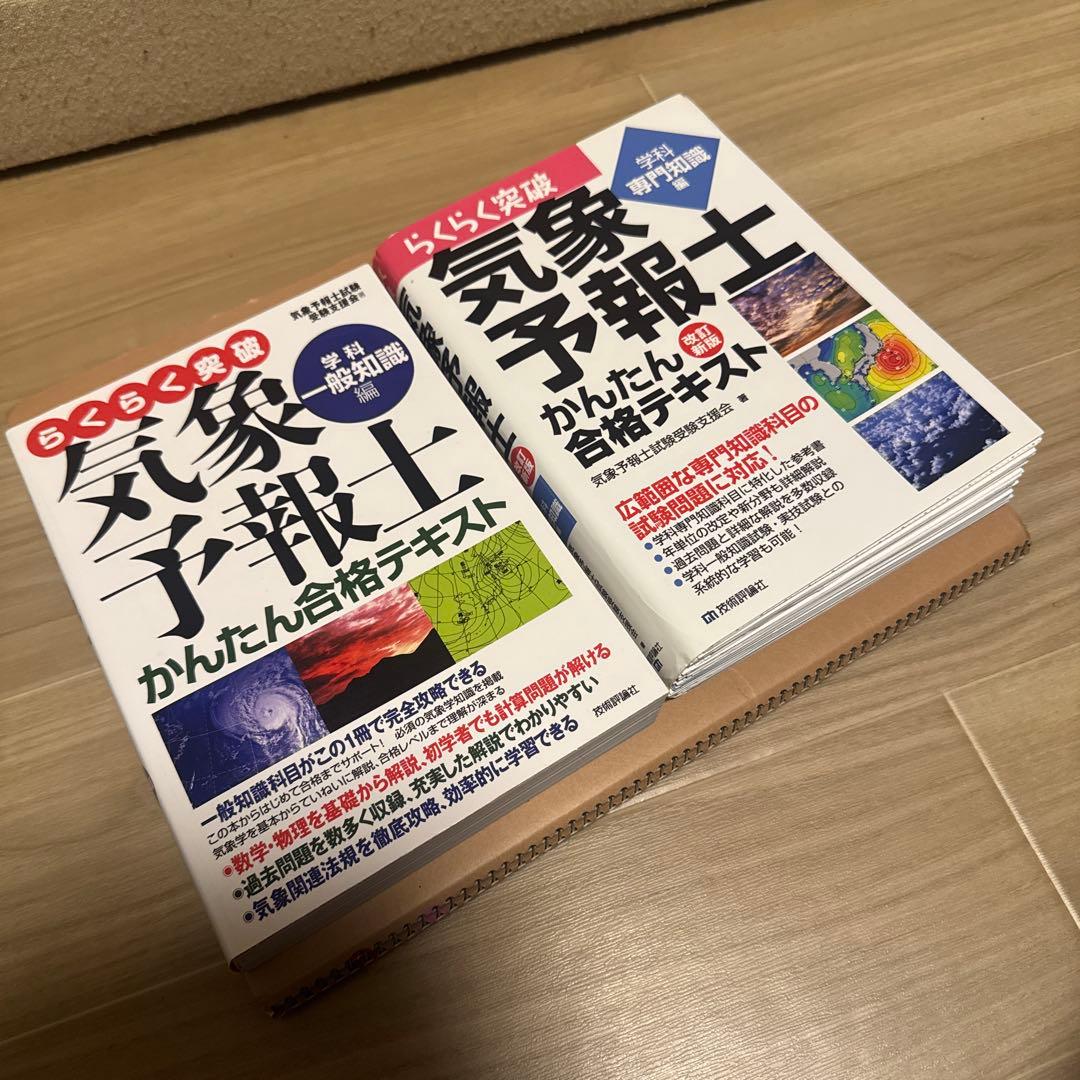 らくらく突破
気象予報士試験
受験支援会
学科
一般知識
編
気象
予報士
かんたん合格テキスト
一般知識科目がこの1冊で完全攻略できる
この本からはじめて合格までサポート! 必須の気象学知識を掲載
気象学を基本からていねいに解説、合格レベルまで理解が深まる
●数学・物理を基礎から解説、初学者でも計算問題が解ける
●過去問題を数多く収録、充実した解説でわかりやすい
●気象関連法規を徹底攻略、効率的に学習できる
技術評論社
らくらく突破
学科
専門知識
編
気象
予報士
改訂
新版
かんたん
合格テキスト
気象予報士試験受験支援会 著
広範囲な専門知識科目の
試験問題に対応!
●学科専門知識科目に特化した参考書
●年単位の改定や新分野も詳細解説
●過去問題と詳細な解説を多数収録
●学科一般知識試験・実技試験との
系統的な学習も可能!
技術評論社
気象予報士